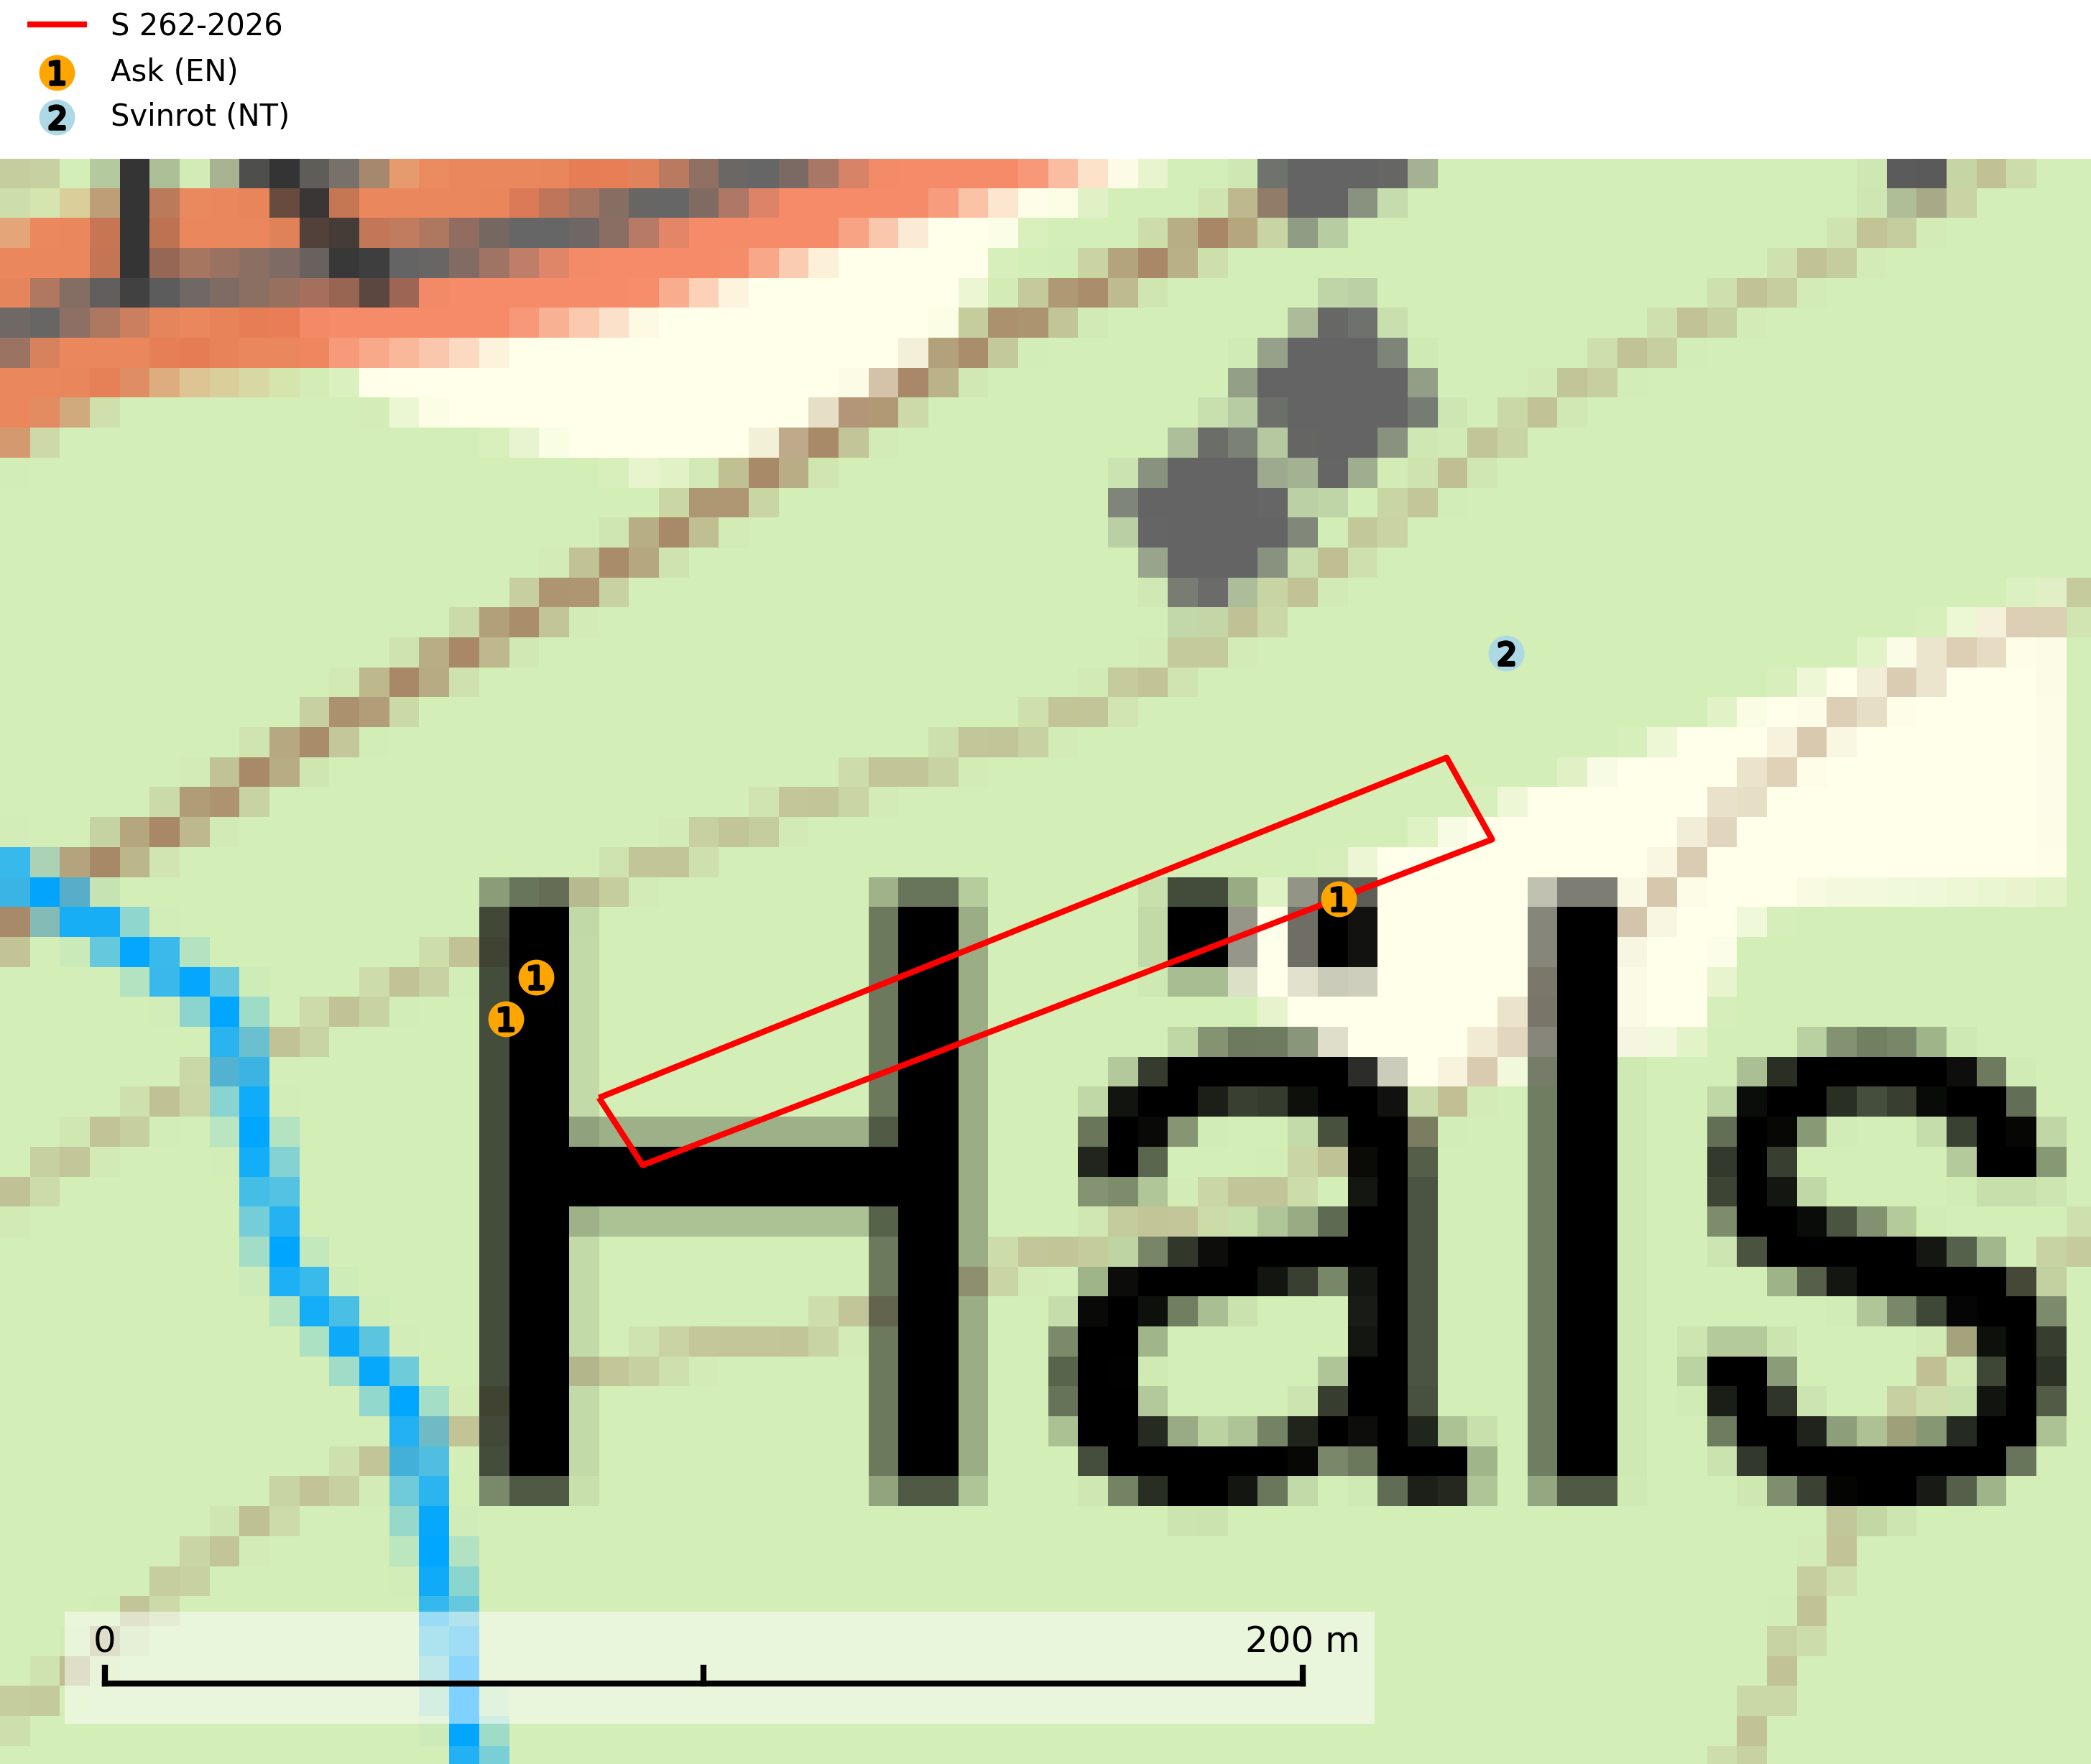 S 262-2026
1 Ask (EN)
2 Svinrot (NT)
2
1
1
1
Hals
0 200 m